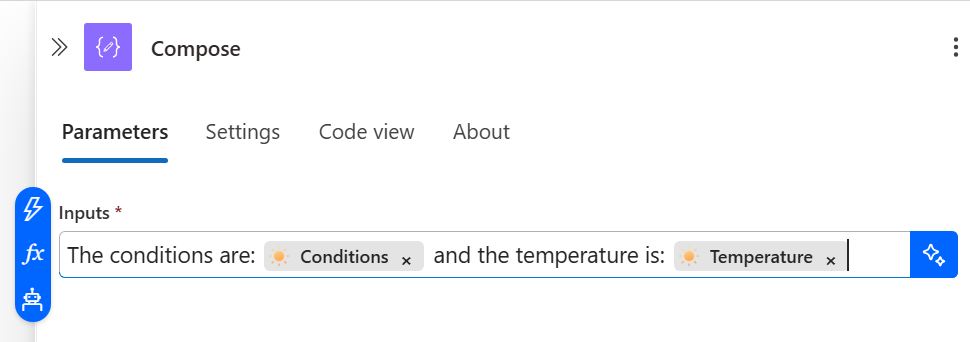 Compose
Parameters Settings Code view About
Inputs *
fx
The conditions are: Conditions × and the temperature is: Temperature ×